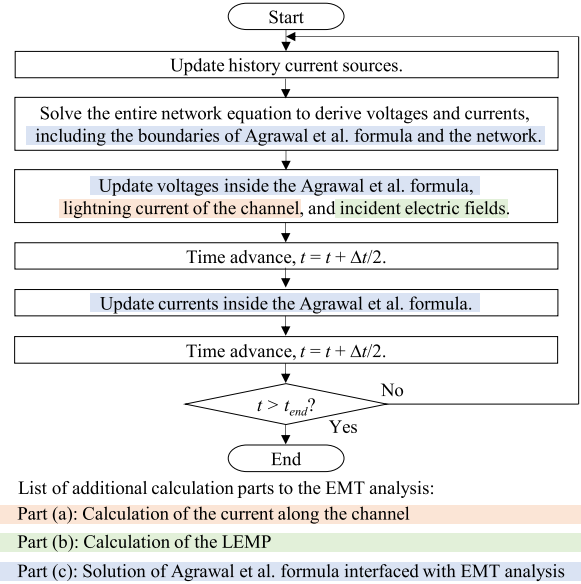 Start
Update history current sources.
Solve the entire network equation to derive voltages and currents,
including the boundaries of Agrawal et al. formula and the network.
Update voltages inside the Agrawal et al. formula,
lightning current of the channel, and incident electric fields.
Time advance, t = t + Δt/2.
Update currents inside the Agrawal et al. formula.
Time advance, t = t + Δt/2.
t > tend?
No
Yes
End
List of additional calculation parts to the EMT analysis:
Part (a): Calculation of the current along the channel
Part (b): Calculation of the LEMP
Part (c): Solution of Agrawal et al. formula interfaced with EMT analysis